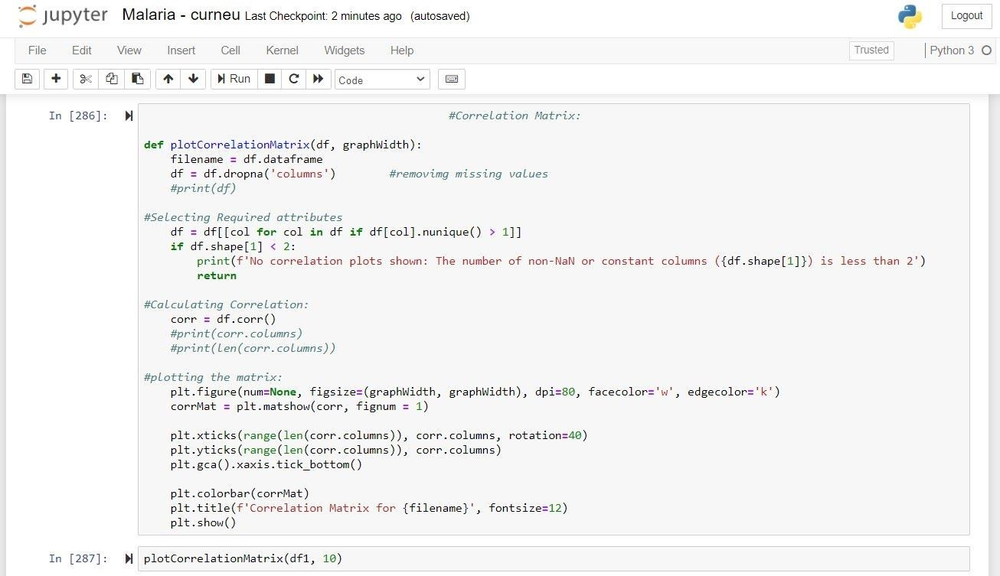 jupyter Malaria - curneu Last Checkpoint: 2 minutes ago (autosaved) Logout
File Edit View Insert Cell Kernel Widgets Help Trusted Python 3
Run Code
In [286]: #Correlation Matrix:
def plotCorrelationMatrix(df, graphWidth):
    filename = df.dataframe
    df = df.dropna('columns')        #removimg missing values
    #print(df)
#Selecting Required attributes
    df = df[[col for col in df if df[col].nunique() > 1]]
    if df.shape[1] < 2:
        print(f'No correlation plots shown: The number of non-NaN or constant columns ({df.shape[1]}) is less than 2')
        return
#Calculating Correlation:
    corr = df.corr()
    #print(corr.columns)
    #print(len(corr.columns))
#plotting the matrix:
    plt.figure(num=None, figsize=(graphWidth, graphWidth), dpi=80, facecolor='w', edgecolor='k')
    corrMat = plt.matshow(corr, fignum = 1)
    plt.xticks(range(len(corr.columns)), corr.columns, rotation=40)
    plt.yticks(range(len(corr.columns)), corr.columns)
    plt.gca().xaxis.tick_bottom()
    plt.colorbar(corrMat)
    plt.title(f'Correlation Matrix for {filename}', fontsize=12)
    plt.show()
In [287]: plotCorrelationMatrix(df1, 10)